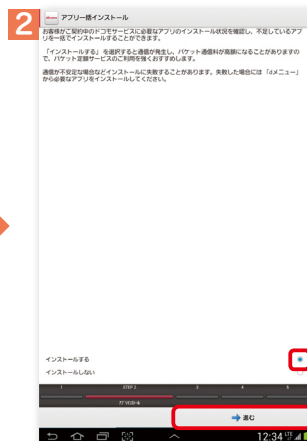 2
アプリ一括インストール
お客様がご契約中のドコモサービスに必要なアプリのインストール状況を確認し、不足しているアプ
リを一括でインストールすることができます。
「インストールする」を選択すると通信が発生し、パケット通信料が高額になることがありますの
で、パケット定額サービスのご利用を強くおすすめします。
通信が不安定な場合などインストールに失敗することがあります。失敗した場合には「dメニュー」
から必要なアプリをインストールしてください。
インストールする
インストールしない
1 STEP 2 3 4 5
進む
12:34 LTE